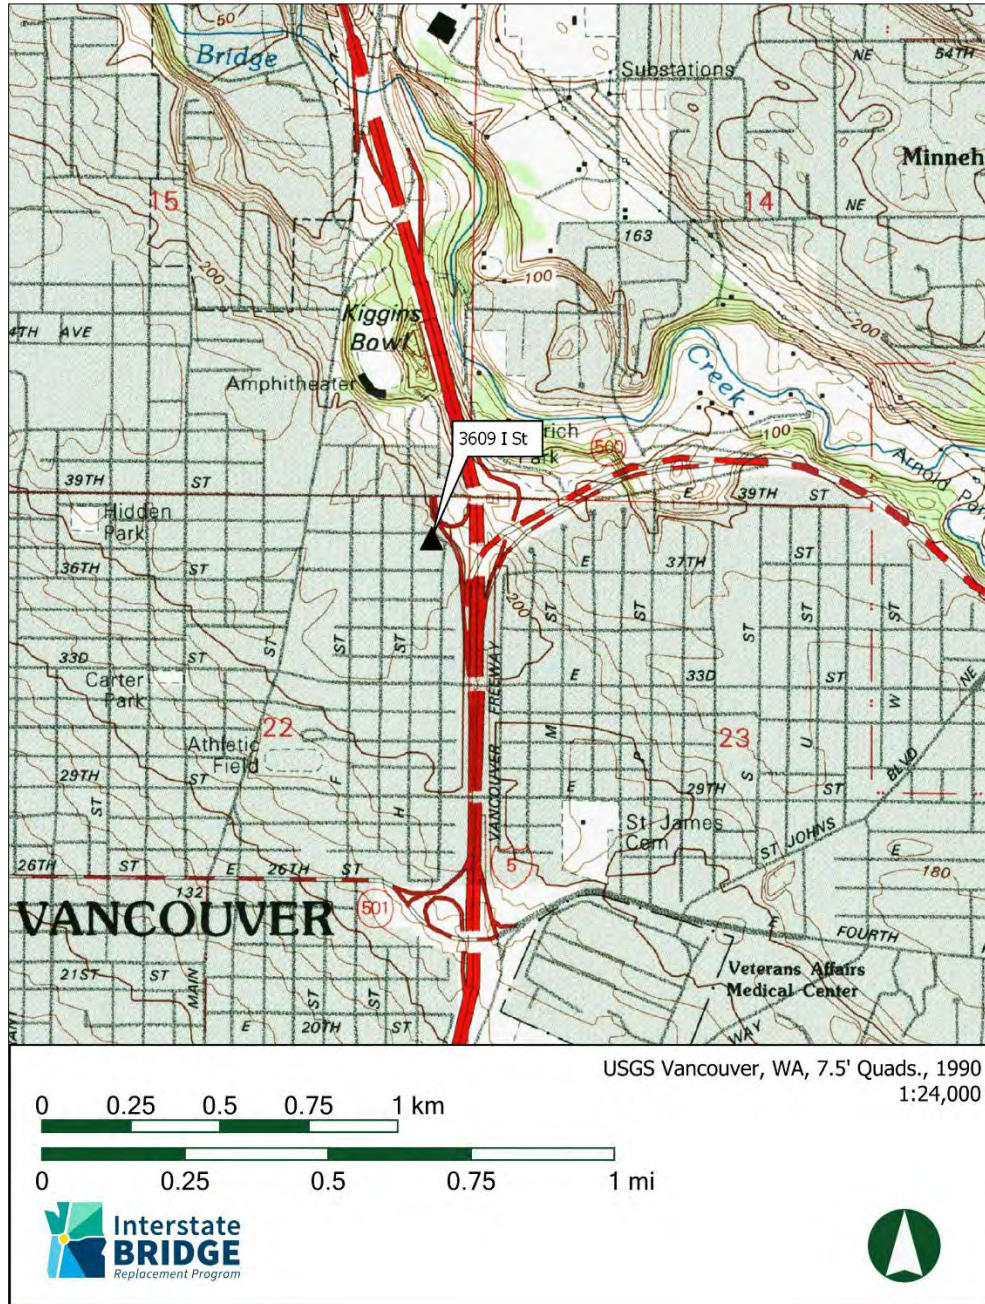 50
Bridge
Substations
NE
54TH
Minneh
15
14
NE
163
200
100
Kiggins
Bowl
4TH AVE
200
Creek
Amphitheater
3609 I St
rich
Park
500
100
Arnold
39TH ST
E 39TH ST
Hidden
Park
36TH ST
E 37TH ST
200
ST
ST
ST
ST
ST
ST
ST
33D ST
E 33D
Carter
Park
VANCOUVER FREEWAY
NE
W
22
23
Athletic
Field
M
P
U
S
BLVD
29TH ST
E 29TH ST
ST
F
H
St James
Cem
ST JOHNS
26TH ST E 26TH ST
132
5
E
180
VANCOUVER
501
E FOURTH
21ST ST
MAIN
ST
ST
Veterans Affairs
Medical Center
E 20TH ST
WAY
USGS Vancouver, WA, 7.5' Quads., 1990
1:24,000
0 0.25 0.5 0.75 1 km
0 0.25 0.5 0.75 1 mi
Interstate
BRIDGE
Replacement Program